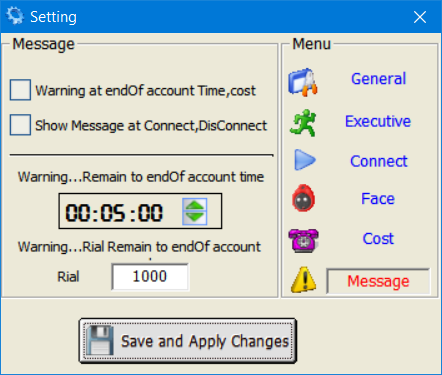 Setting
Message
Warning at endOf account Time,cost
Show Message at Connect,DisConnect
Warning...Remain to endOf account time
00:05:00
Warning...Rial Remain to endOf account
Rial 1000
Menu
General
Executive
Connect
Face
Cost
Message
Save and Apply Changes